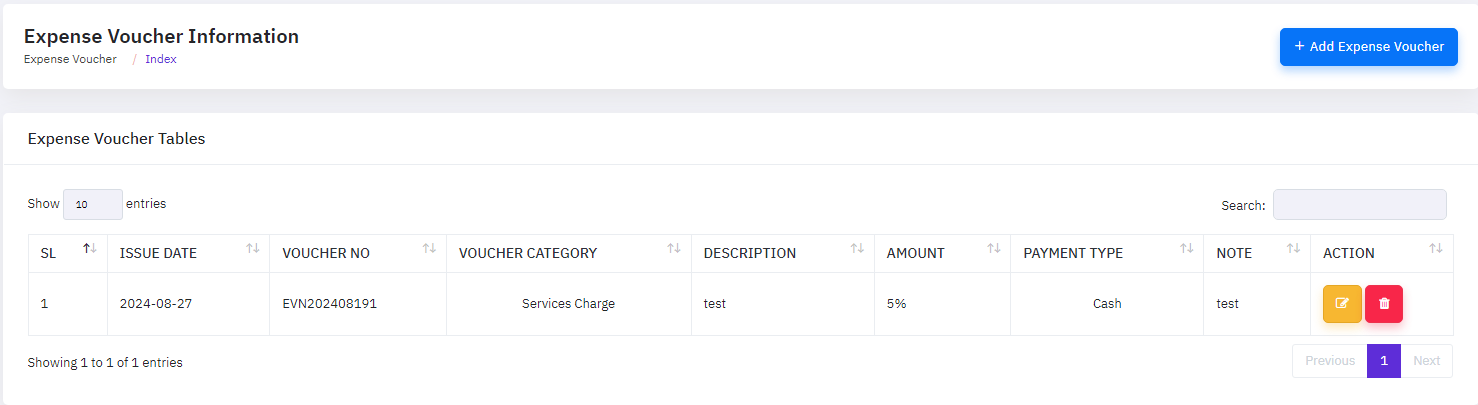 Expense Voucher Information
Expense Voucher / Index
+ Add Expense Voucher
Expense Voucher Tables
Show 10 entries
Search:
SL ISSUE DATE VOUCHER NO VOUCHER CATEGORY DESCRIPTION AMOUNT PAYMENT TYPE NOTE ACTION
1 2024-08-27 EVN202408191 Services Charge test 5% Cash test
Showing 1 to 1 of 1 entries
Previous 1 Next